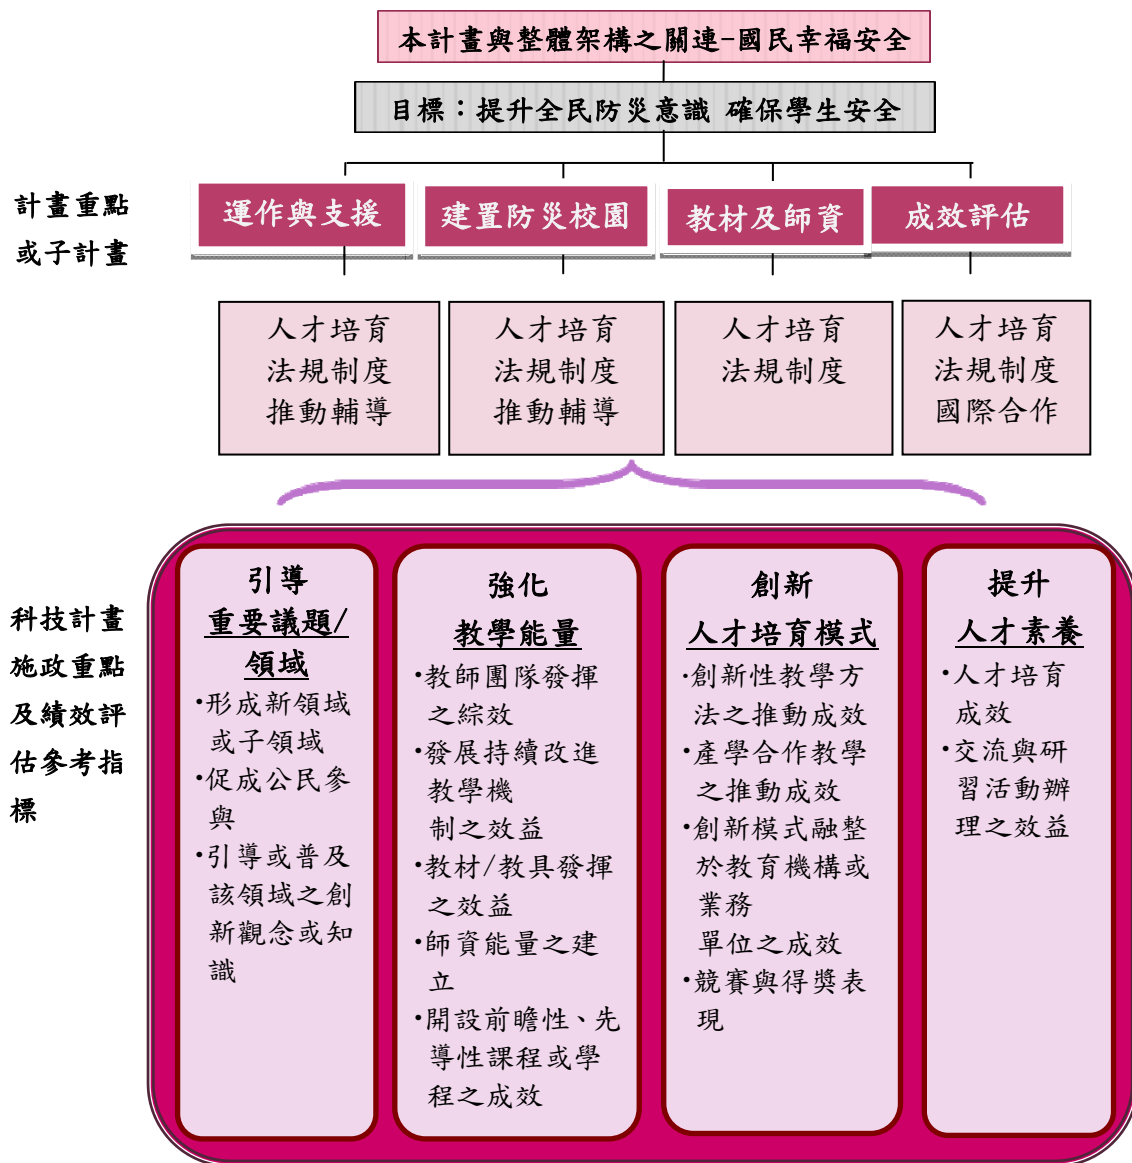 本計畫與整體架構之關連-國民幸福安全
目標：提升全民防災意識 確保學生安全
計畫重點
或子計畫
運作與支援
建置防災校園
教材及師資
成效評估
人才培育
法規制度
推動輔導
人才培育
法規制度
推動輔導
人才培育
法規制度
人才培育
法規制度
國際合作
科技計畫
施政重點
及績效評
估參考指
標
引導
重要議題/
領域
•形成新領域
或子領域
•促成公民參
與
•引導或普及
該領域之創
新觀念或知
識
強化
教學能量
•教師團隊發揮
之綜效
•發展持續改進
教學機
制之效益
•教材/教具發揮
之效益
•師資能量之建
立
•開設前瞻性、先
導性課程或學
程之成效
創新
人才培育模式
•創新性教學方
法之推動成效
•產學合作教學
之推動成效
•創新模式融整
於教育機構或
業務
單位之成效
•競賽與得獎表
現
提升
人才素養
•人才培育
成效
•交流與研
習活動辦
理之效益